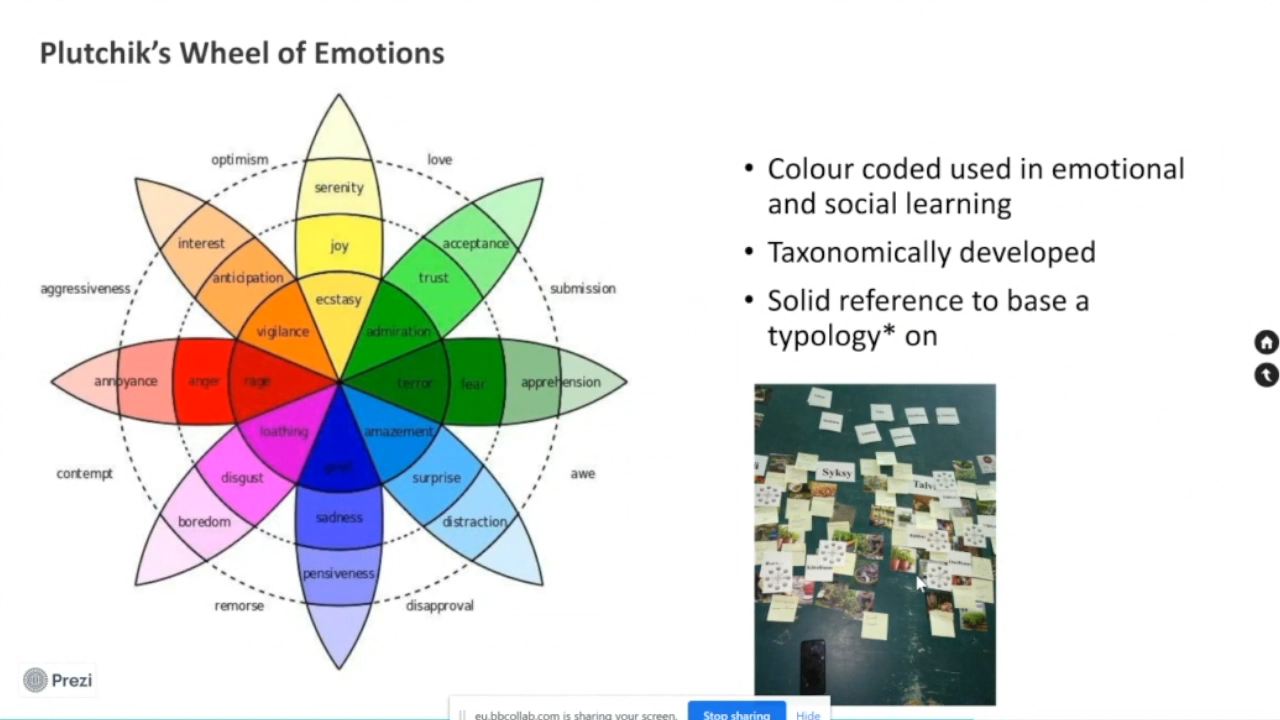 Plutchik's Wheel of Emotions
optimism
love
serenity
joy
ecstasy
interest
anticipation
vigilance
acceptance
trust
admiration
aggressiveness
submission
annoyance
anger
rage
terror
fear
apprehension
loathing
disgust
boredom
grief
sadness
pensiveness
amazement
surprise
distraction
contempt
awe
remorse
disapproval
• Colour coded used in emotional
and social learning
• Taxonomically developed
• Solid reference to base a
typology* on
Syksy
Talvi
Prezi
eu.bbcollab.com is sharing your screen.
Stop sharing
Hide